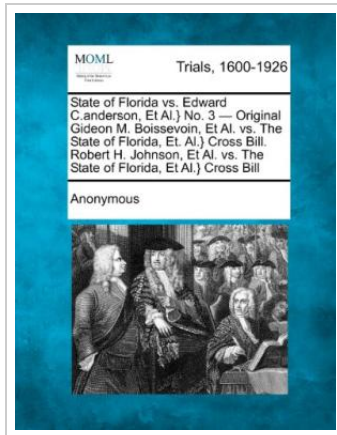 MOML
Trials, 1600-1926
State of Florida vs. Edward
C.anderson, Et Al.} No. 3 — Original
Gideon M. Boissevoin, Et Al. vs. The
State of Florida, Et. Al.} Cross Bill.
Robert H. Johnson, Et Al. vs. The
State of Florida, Et Al.} Cross Bill
Anonymous